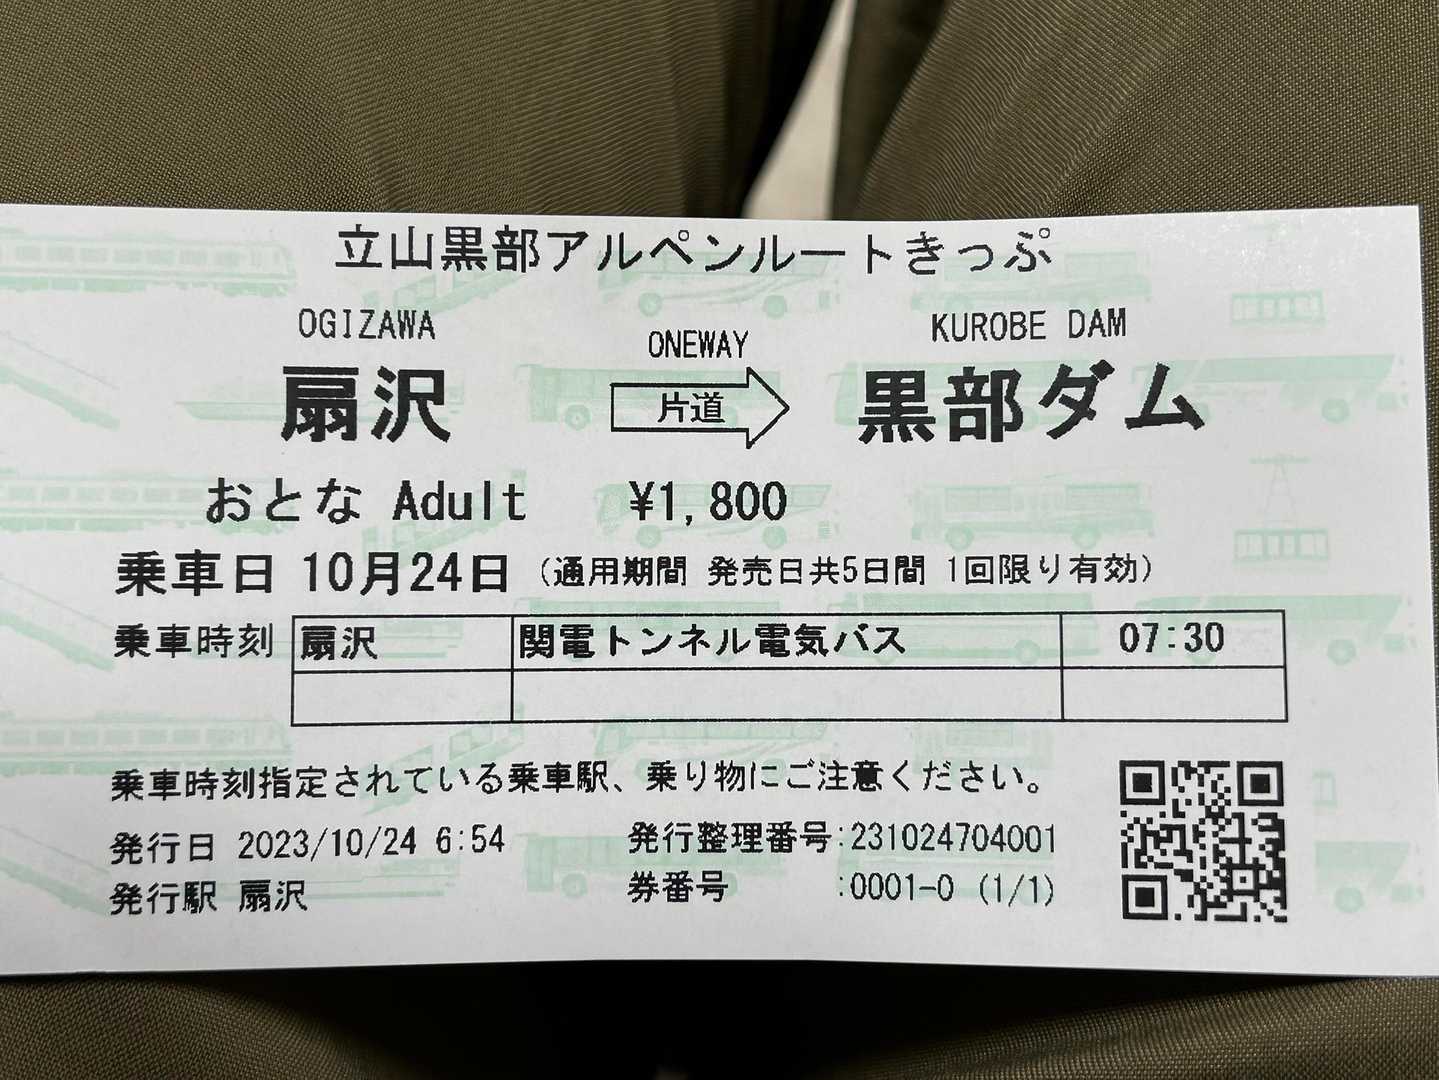 立山黒部アルペンルートきっぷ
OGIZAWA ONEWAY KUROBE DAM
扇沢 片道 黒部ダム
おとな Adult ¥1,800
乗車日 10月24日 (通用期間 発売日共5日間 1回限り有効)
乗車時刻 扇沢 関電トンネル電気バス 07:30
乗車時刻指定されている乗車駅、乗り物にご注意ください。
発行日 2023/10/24 6:54 発行整理番号:231024704001
発行駅 扇沢 券番号 :0001-0 (1/1)